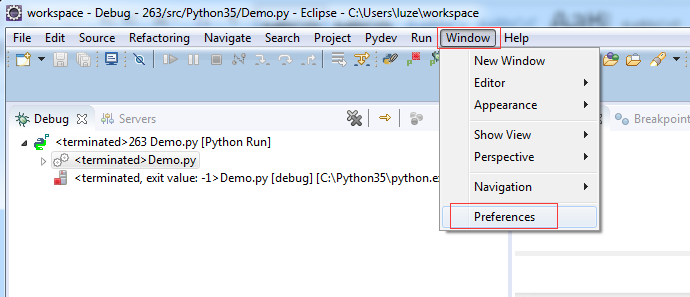 workspace - Debug - 263/src/Python35/Demo.py - Eclipse - C:\Users\luze\workspace
File Edit Source Refactoring Navigate Search Project Pydev Run Window Help
New Window
Editor
Appearance
Show View
Perspective
Navigation
Preferences
Debug Servers
Breakpoint
<terminated>263 Demo.py [Python Run]
<terminated>Demo.py
<terminated, exit value: -1>Demo.py [debug] [C:\Python35\python.ex